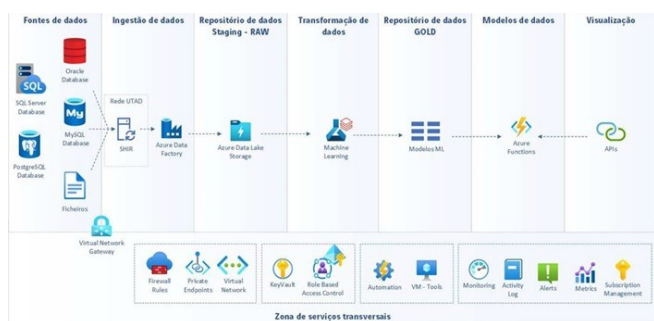 Fontes de dados
Ingestão de dados
Repositório de dados
Staging - RAW
Transformação de
dados
Repositório de dados
GOLD
Modelos de dados
Visualização
Oracle
Database
SQL
SQL Server
Database
My
MySQL
Database
PostgreSQL
Database
Ficheiros
Rede UTAD
SHIR
Azure Data
Factory
Azure Data Lake
Storage
Machine
Learning
Modelos ML
Azure
Functions
APIs
Virtual Network
Gateway
Firewall
Rules
Private
Endpoints
Virtual
Network
KeyVault
Role Based
Access Control
Automation
VM - Tools
Monitoring
Activity
Log
Alerts
Metrics
Subscription
Management
Zona de serviços transversais